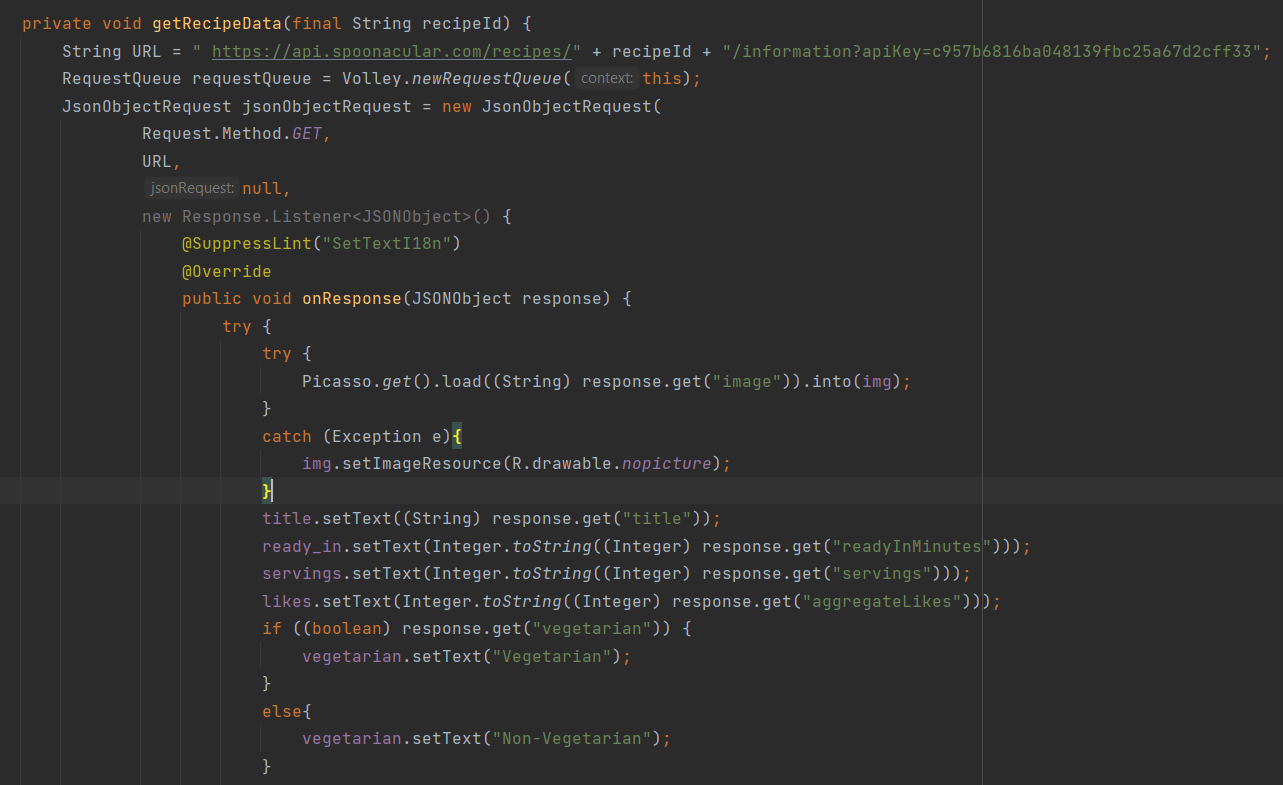 private void getRecipeData(final String recipeId) {
String URL = " https://api.spoonacular.com/recipes/" + recipeId + "/information?apiKey=c957b6816ba048139fbc25a67d2cff33";
RequestQueue requestQueue = Volley.newRequestQueue( context: this);
JsonObjectRequest jsonObjectRequest = new JsonObjectRequest(
Request.Method.GET,
URL,
jsonRequest: null,
new Response.Listener<JSONObject>() {
@SuppressLint("SetTextI18n")
@Override
public void onResponse(JSONObject response) {
try {
try {
Picasso.get().load((String) response.get("image")).into(img);
}
catch (Exception e){
img.setImageResource(R.drawable.nopicture);
}
title.setText((String) response.get("title"));
ready_in.setText(Integer.toString((Integer) response.get("readyInMinutes")));
servings.setText(Integer.toString((Integer) response.get("servings")));
likes.setText(Integer.toString((Integer) response.get("aggregateLikes")));
if ((boolean) response.get("vegetarian")) {
vegetarian.setText("Vegetarian");
}
else{
vegetarian.setText("Non-Vegetarian");
}